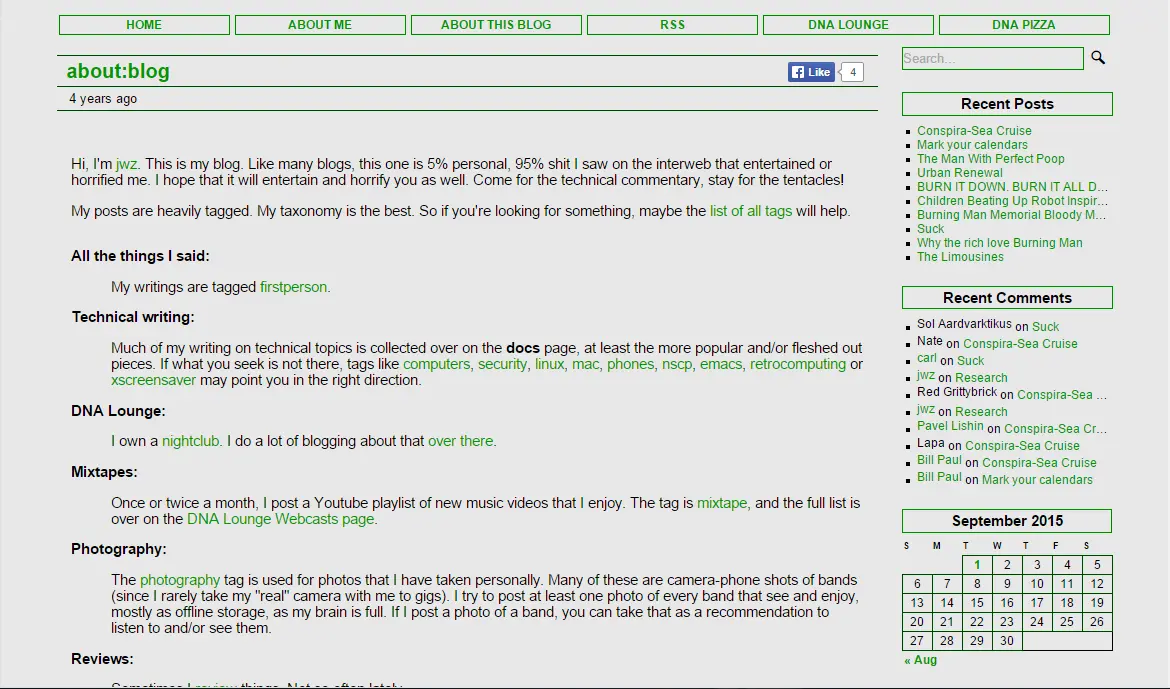 HOME ABOUT ME ABOUT THIS BLOG RSS DNA LOUNGE DNA PIZZA
about:blog
Like 4
4 years ago
Hi, I'm jwz. This is my blog. Like many blogs, this one is 5% personal, 95% shit I saw on the interweb that entertained or
horrified me. I hope that it will entertain and horrify you as well. Come for the technical commentary, stay for the tentacles!
My posts are heavily tagged. My taxonomy is the best. So if you're looking for something, maybe the list of all tags will help.
All the things I said:
My writings are tagged firstperson.
Technical writing:
Much of my writing on technical topics is collected over on the docs page, at least the more popular and/or fleshed out
pieces. If what you seek is not there, tags like computers, security, linux, mac, phones, nscp, emacs, retrocomputing or
xscreensaver may point you in the right direction.
DNA Lounge:
I own a nightclub. I do a lot of blogging about that over there.
Mixtapes:
Once or twice a month, I post a Youtube playlist of new music videos that I enjoy. The tag is mixtape, and the full list is
over on the DNA Lounge Webcasts page.
Photography:
The photography tag is used for photos that I have taken personally. Many of these are camera-phone shots of bands
(since I rarely take my "real" camera with me to gigs). I try to post at least one photo of every band that see and enjoy,
mostly as offline storage, as my brain is full. If I post a photo of a band, you can take that as a recommendation to
listen to and/or see them.
Reviews:
Sometimes I review things. Not so often lately.
Search...
Recent Posts
Conspira-Sea Cruise
Mark your calendars
The Man With Perfect Poop
Urban Renewal
BURN IT DOWN. BURN IT ALL D...
Children Beating Up Robot Inspir...
Burning Man Memorial Bloody M...
Suck
Why the rich love Burning Man
The Limousines
Recent Comments
Sol Aardvarktikus on Suck
Nate on Conspira-Sea Cruise
carl on Suck
jwz on Research
Red Grittybrick on Conspira-Sea ...
jwz on Research
Pavel Lishin on Conspira-Sea Cr...
Lapa on Conspira-Sea Cruise
Bill Paul on Conspira-Sea Cruise
Bill Paul on Mark your calendars
September 2015
S M T W T F S
1 2 3 4 5
6 7 8 9 10 11 12
13 14 15 16 17 18 19
20 21 22 23 24 25 26
27 28 29 30
« Aug